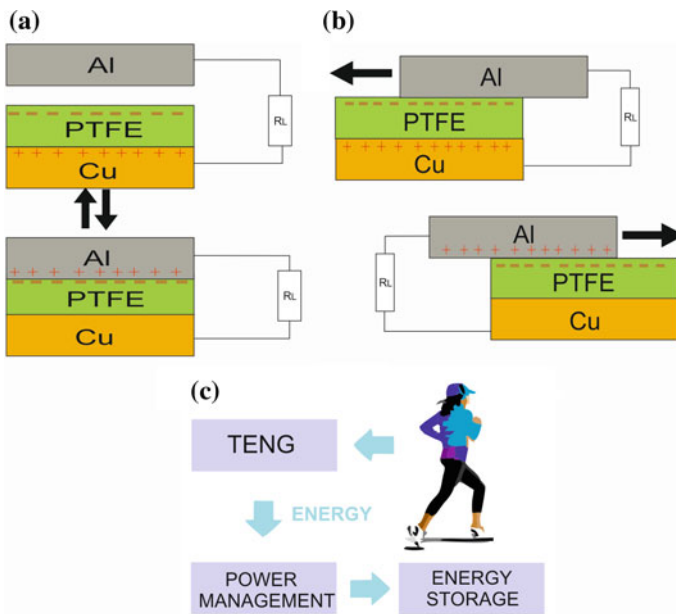 (a)
Al
RL
PTFE
+ + + + + + + + +
Cu
Al
+ + + + + + + +
RL
PTFE
Cu
(b)
Al
RL
PTFE
+ + + + + + + + + +
Cu
Al
+ + + + + + + + +
RL
PTFE
Cu
(c)
TENG
ENERGY
POWER
MANAGEMENT
ENERGY
STORAGE